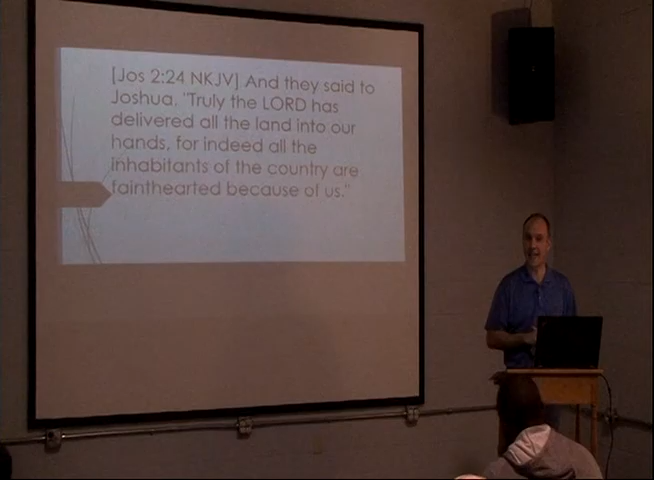 [Jos 2:24 NKJV] And they said to
Joshua, "Truly the LORD has
delivered all the land into our
hands, for indeed all the
inhabitants of the country are
fainthearted because of us."